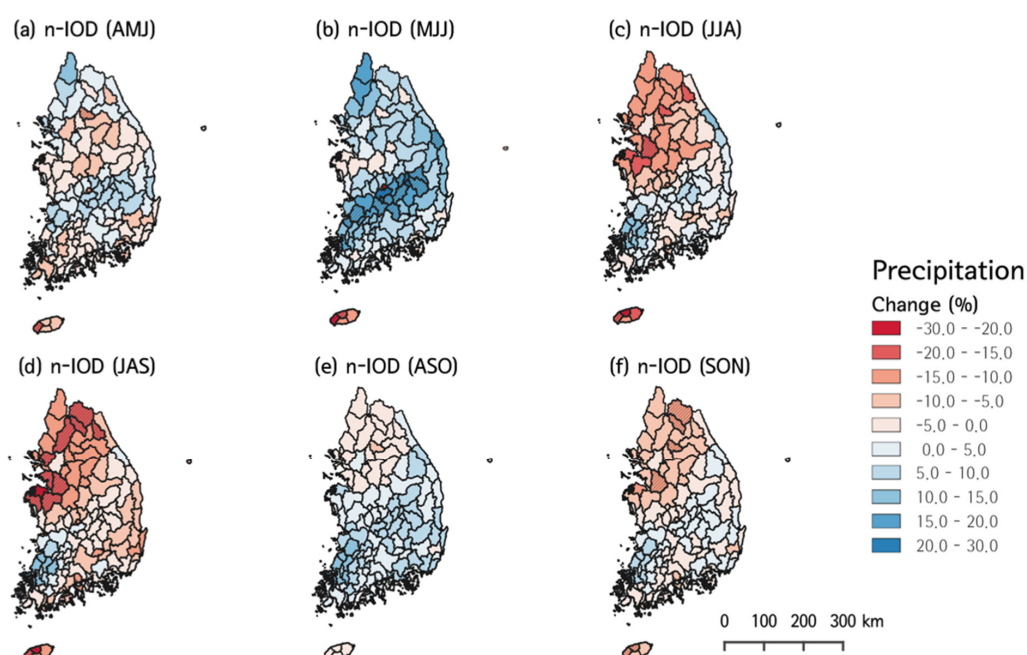 (a) n-IOD (AMJ)
(b) n-IOD (MJJ)
(c) n-IOD (JJA)
Precipitation
Change (%)
-30.0 - -20.0
-20.0 - -15.0
-15.0 - -10.0
-10.0 - -5.0
-5.0 - 0.0
0.0 - 5.0
5.0 - 10.0
10.0 - 15.0
15.0 - 20.0
20.0 - 30.0
(d) n-IOD (JAS)
(e) n-IOD (ASO)
(f) n-IOD (SON)
0 100 200 300 km